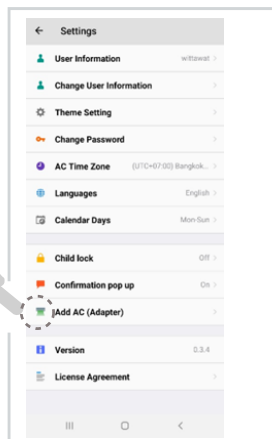 Settings
User Information wittawat
Change User Information
Theme Setting
Change Password
AC Time Zone (UTC+07:00) Bangkok...
Languages English
Calendar Days Mon-Sun
Child lock Off
Confirmation pop up On
Add AC (Adapter)
Version 0.3.4
License Agreement